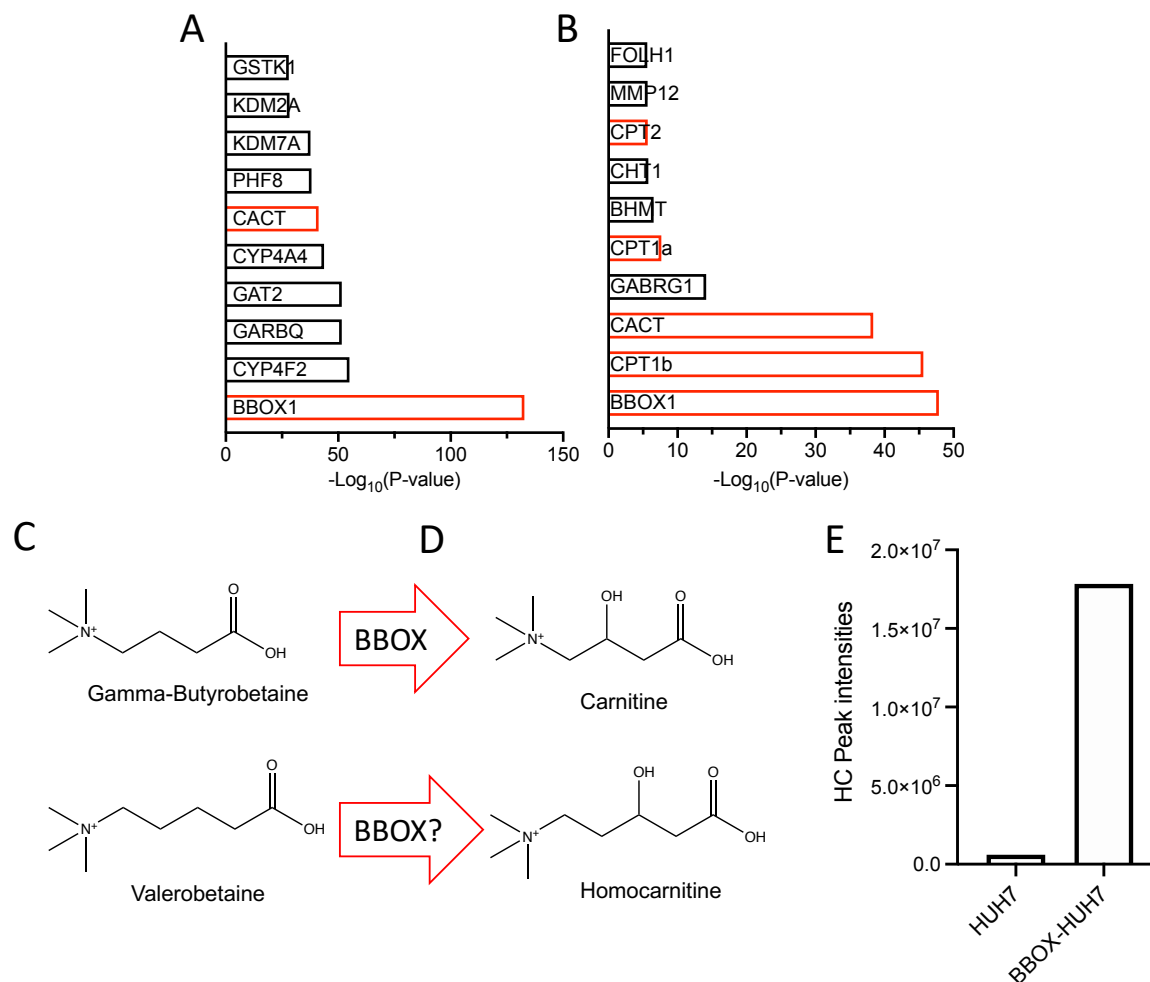 A
GSTK1
KDM2A
KDM7A
PHF8
CACT
CYP4A4
GAT2
GARBQ
CYP4F2
BBOX1
0 50 100 150
-Log10(P-value)
B
FOLH1
MMP12
CPT2
CHT1
BHMT
CPT1a
GABRG1
CACT
CPT1b
BBOX1
0 10 20 30 40 50
-Log10(P-value)
C
N+
O
OH
Gamma-Butyrobetaine
BBOX
D
OH
O
N+
OH
Carnitine
O
N+
OH
Valerobetaine
BBOX?
OH
O
N+
OH
Homocarnitine
E
2.0×10^7
1.5×10^7
1.0×10^7
5.0×10^6
0.0
HC Peak intensities
HUH7
BBOX-HUH7